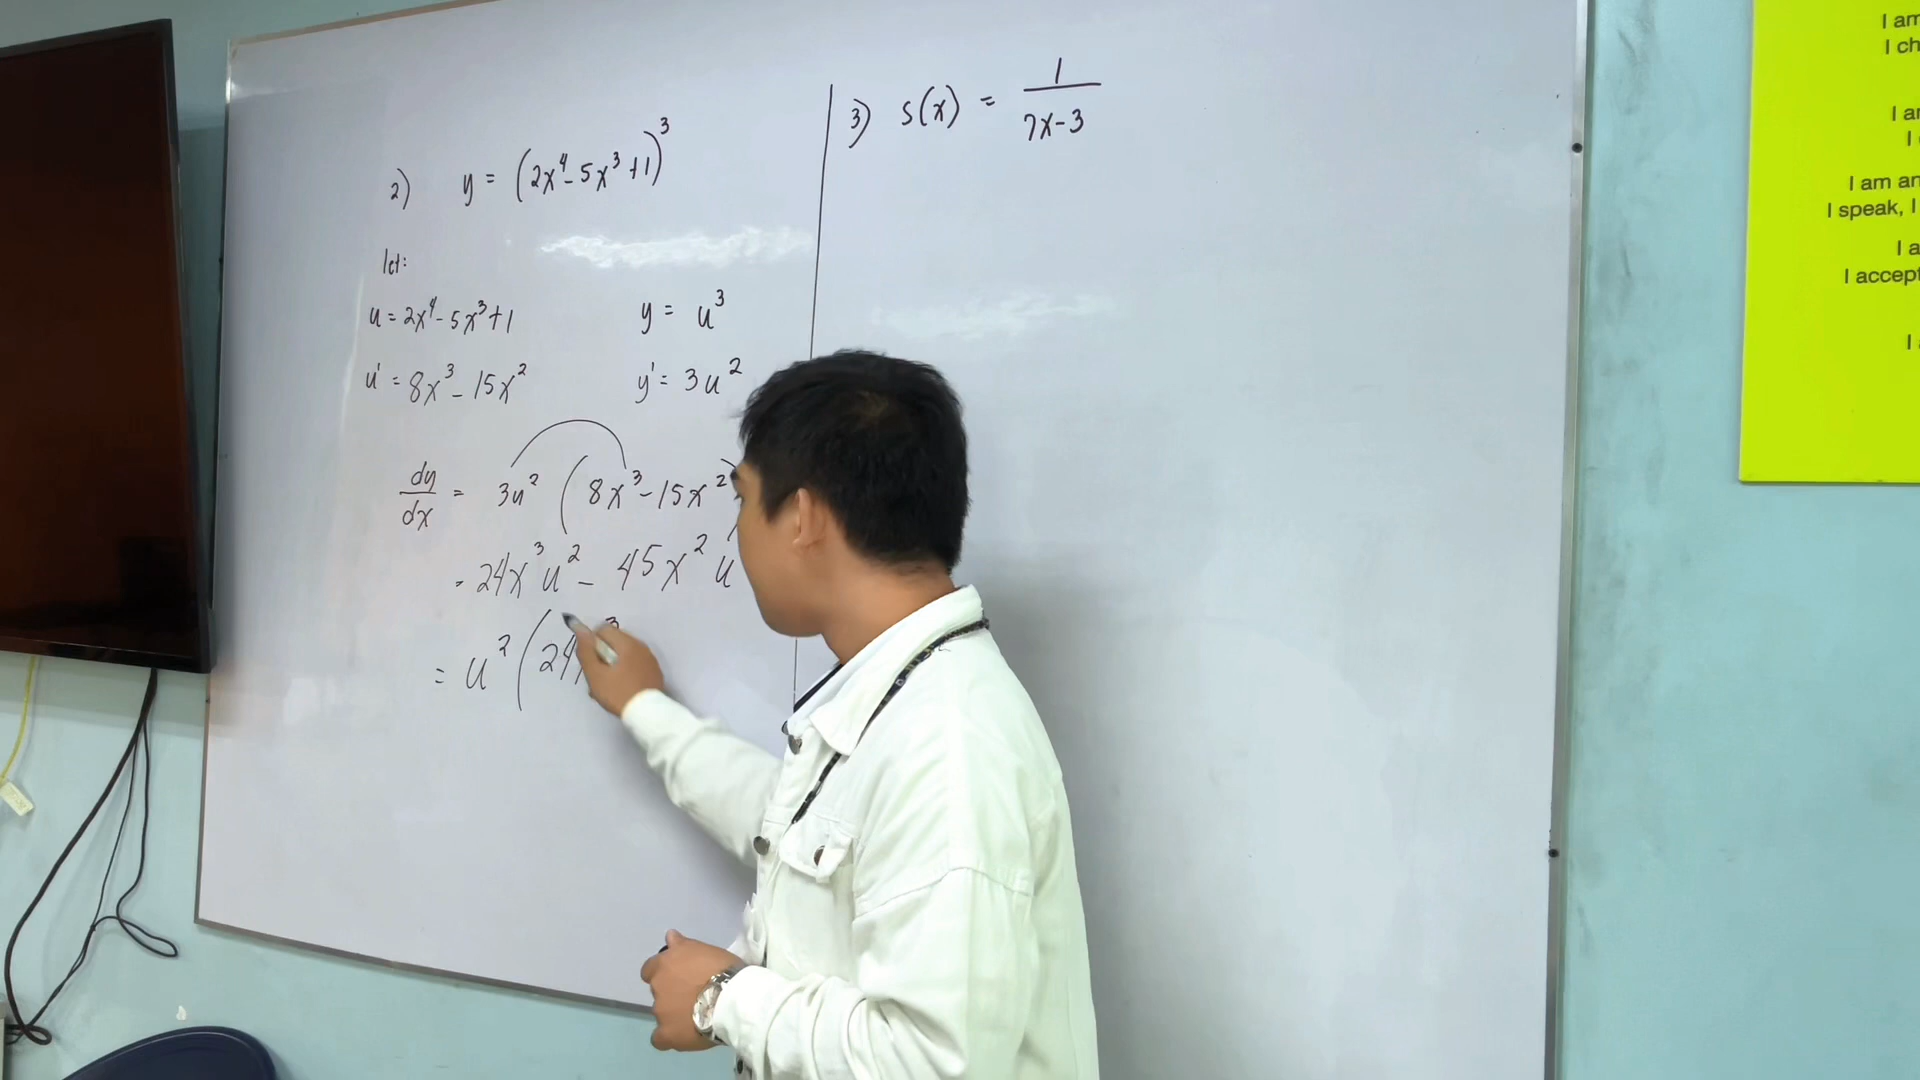 2) y = (2x⁴-5x³+1)³
let:
u = 2x⁴-5x³+1 y = u³
u' = 8x³-15x² y' = 3u²
dy/dx = 3u² (8x³-15x²)
= 24x³u² - 45x²u
= u² (24x³
3) s(x) = 1/(7x-3)
I am
I ch
I am an
I speak, I
I a
I accept